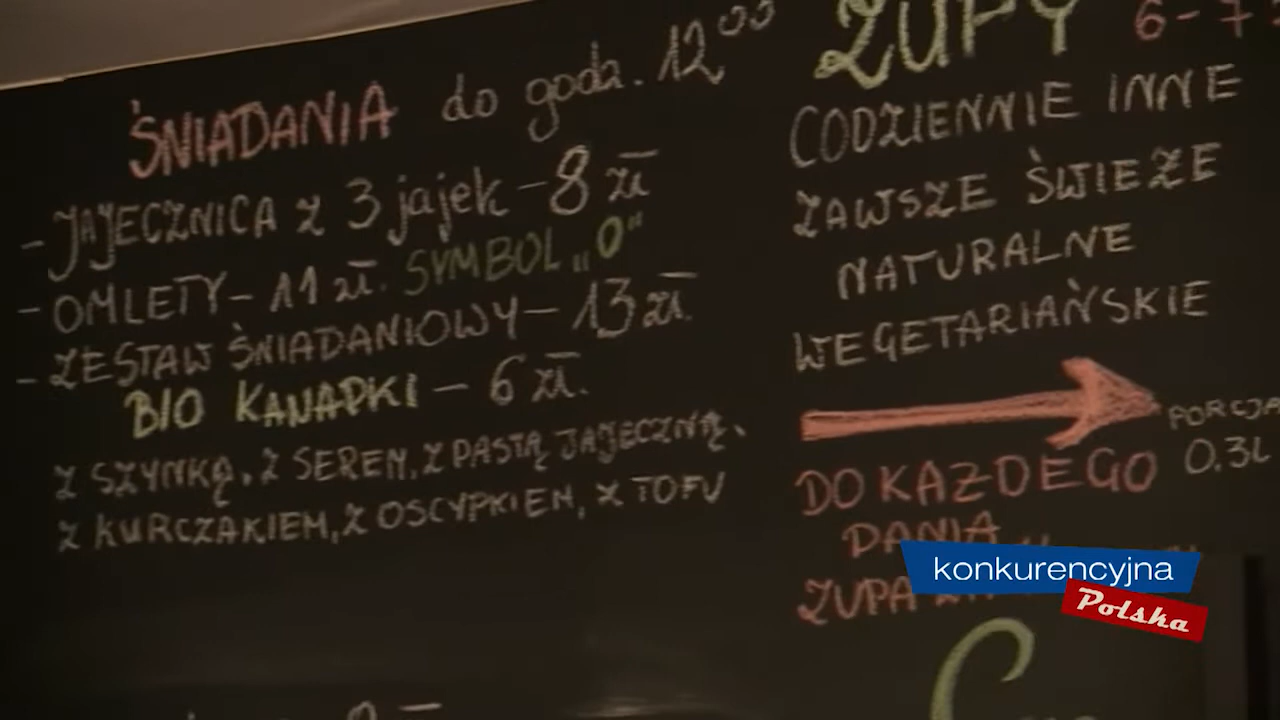 ŚNIADANIA do godz. 12⁰⁰
- JAJECZNICA Z 3 jajek - 8 zł
- OMLETY - 11 zł. SYMBOL „O"
- ZESTAW ŚNIADANIOWY - 13 zł.
BIO KANAPKI - 6 zł.
Z SZYNKĄ, Z SEREM, Z PASTĄ JAJECZNĄ,
Z KURCZAKIEM, Z OSCYPKIEM, Z TOFU
ZUPY 6-7
CODZIENNIE INNE
ZAWSZE ŚWIEŻE
NATURALNE
WEGETARIAŃSKIE
PORCJA
0.3L
DO KAŻDEGO
DANIA
ZUPA
konkurencyjna
Polska